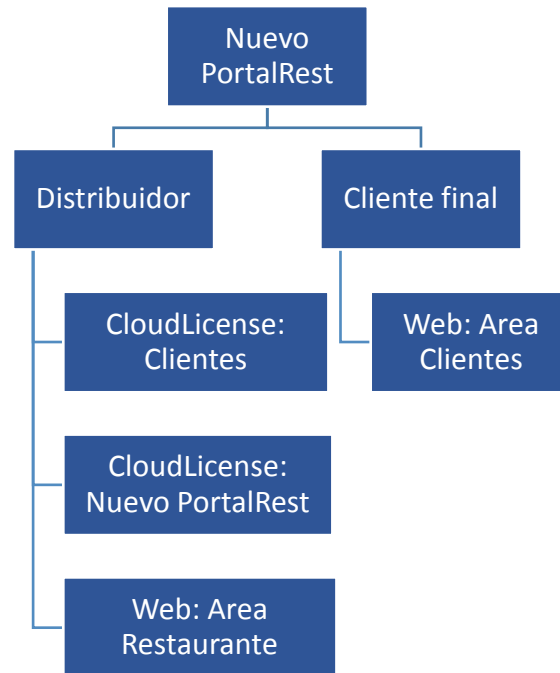 Nuevo
PortalRest
Distribuidor
Cliente final
CloudLicense:
Clientes
Web: Area
Clientes
CloudLicense:
Nuevo PortalRest
Web: Area
Restaurante